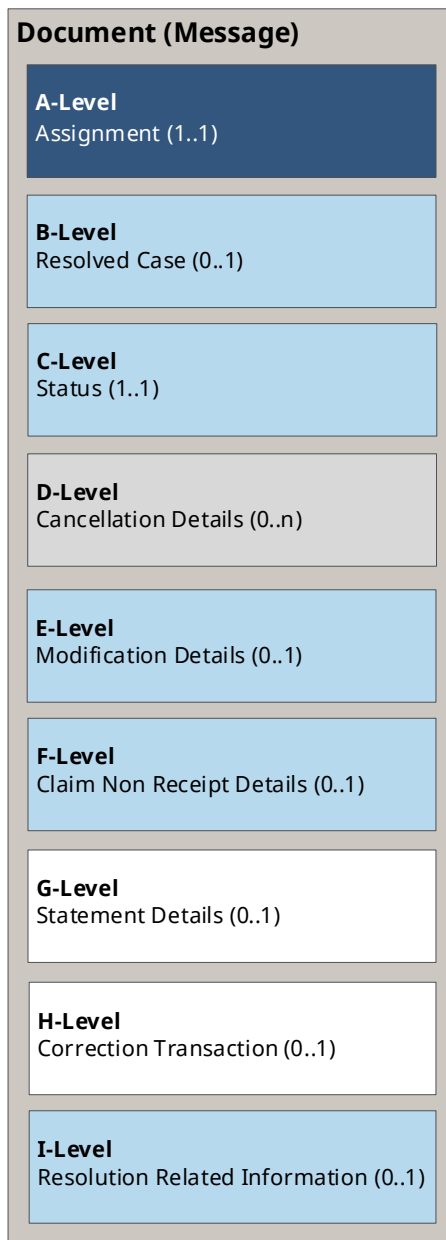 Document (Message)
A-Level
Assignment (1..1)
B-Level
Resolved Case (0..1)
C-Level
Status (1..1)
D-Level
Cancellation Details (0..n)
E-Level
Modification Details (0..1)
F-Level
Claim Non Receipt Details (0..1)
G-Level
Statement Details (0..1)
H-Level
Correction Transaction (0..1)
I-Level
Resolution Related Information (0..1)